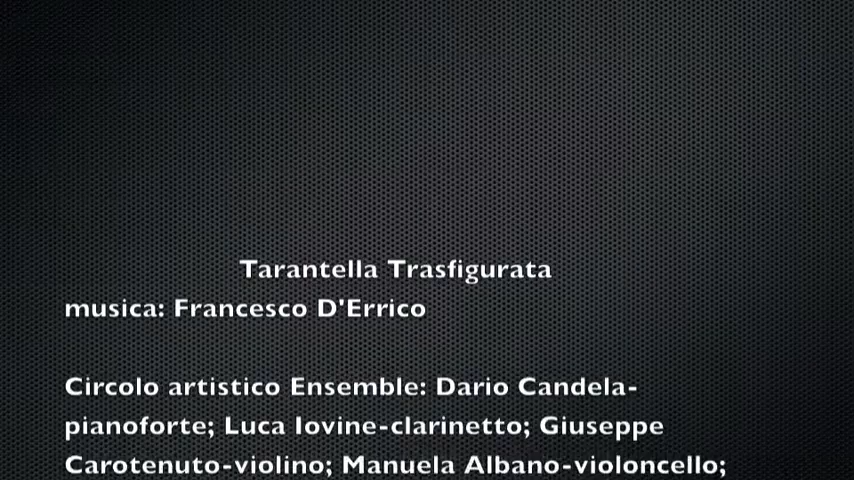 Tarantella Trasfigurata
musica: Francesco D'Errico
Circolo artistico Ensemble: Dario Candela-
pianoforte; Luca Iovine-clarinetto; Giuseppe
Carotenuto-violino; Manuela Albano-violoncello;